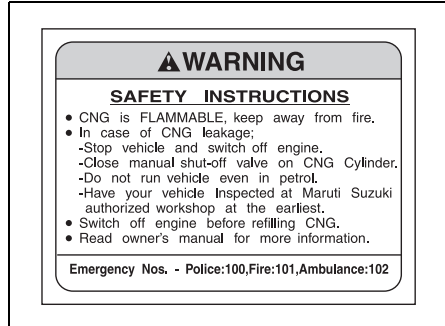 WARNING
SAFETY INSTRUCTIONS
• CNG is FLAMMABLE, keep away from fire.
• In case of CNG leakage;
-Stop vehicle and switch off engine.
-Close manual shut-off valve on CNG Cylinder.
-Do not run vehicle even in petrol.
-Have your vehicle Inspected at Maruti Suzuki
authorized workshop at the earliest.
• Switch off engine before refilling CNG.
• Read owner's manual for more information.
Emergency Nos. - Police:100,Fire:101,Ambulance:102